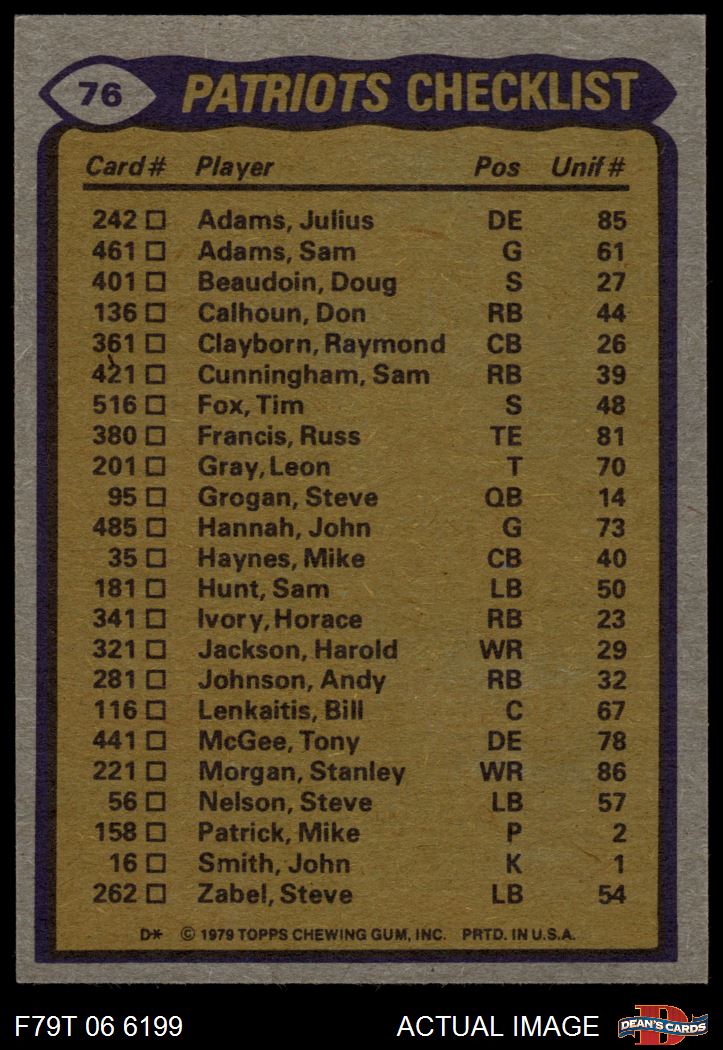 76 PATRIOTS CHECKLIST
Card# Player Pos Unif#
242 Adams, Julius DE 85
461 Adams, Sam G 61
401 Beaudoin, Doug S 27
136 Calhoun, Don RB 44
361 Clayborn, Raymond CB 26
421 Cunningham, Sam RB 39
516 Fox, Tim S 48
380 Francis, Russ TE 81
201 Gray, Leon T 70
95 Grogan, Steve QB 14
485 Hannah, John G 73
35 Haynes, Mike CB 40
181 Hunt, Sam LB 50
341 Ivory, Horace RB 23
321 Jackson, Harold WR 29
281 Johnson, Andy RB 32
116 Lenkaitis, Bill C 67
441 McGee, Tony DE 78
221 Morgan, Stanley WR 86
56 Nelson, Steve LB 57
158 Patrick, Mike P 2
16 Smith, John K 1
262 Zabel, Steve LB 54
D* © 1979 TOPPS CHEWING GUM, INC. PRTD. IN U.S.A.
F79T 06 6199 ACTUAL IMAGE D DEAN'S CARDS